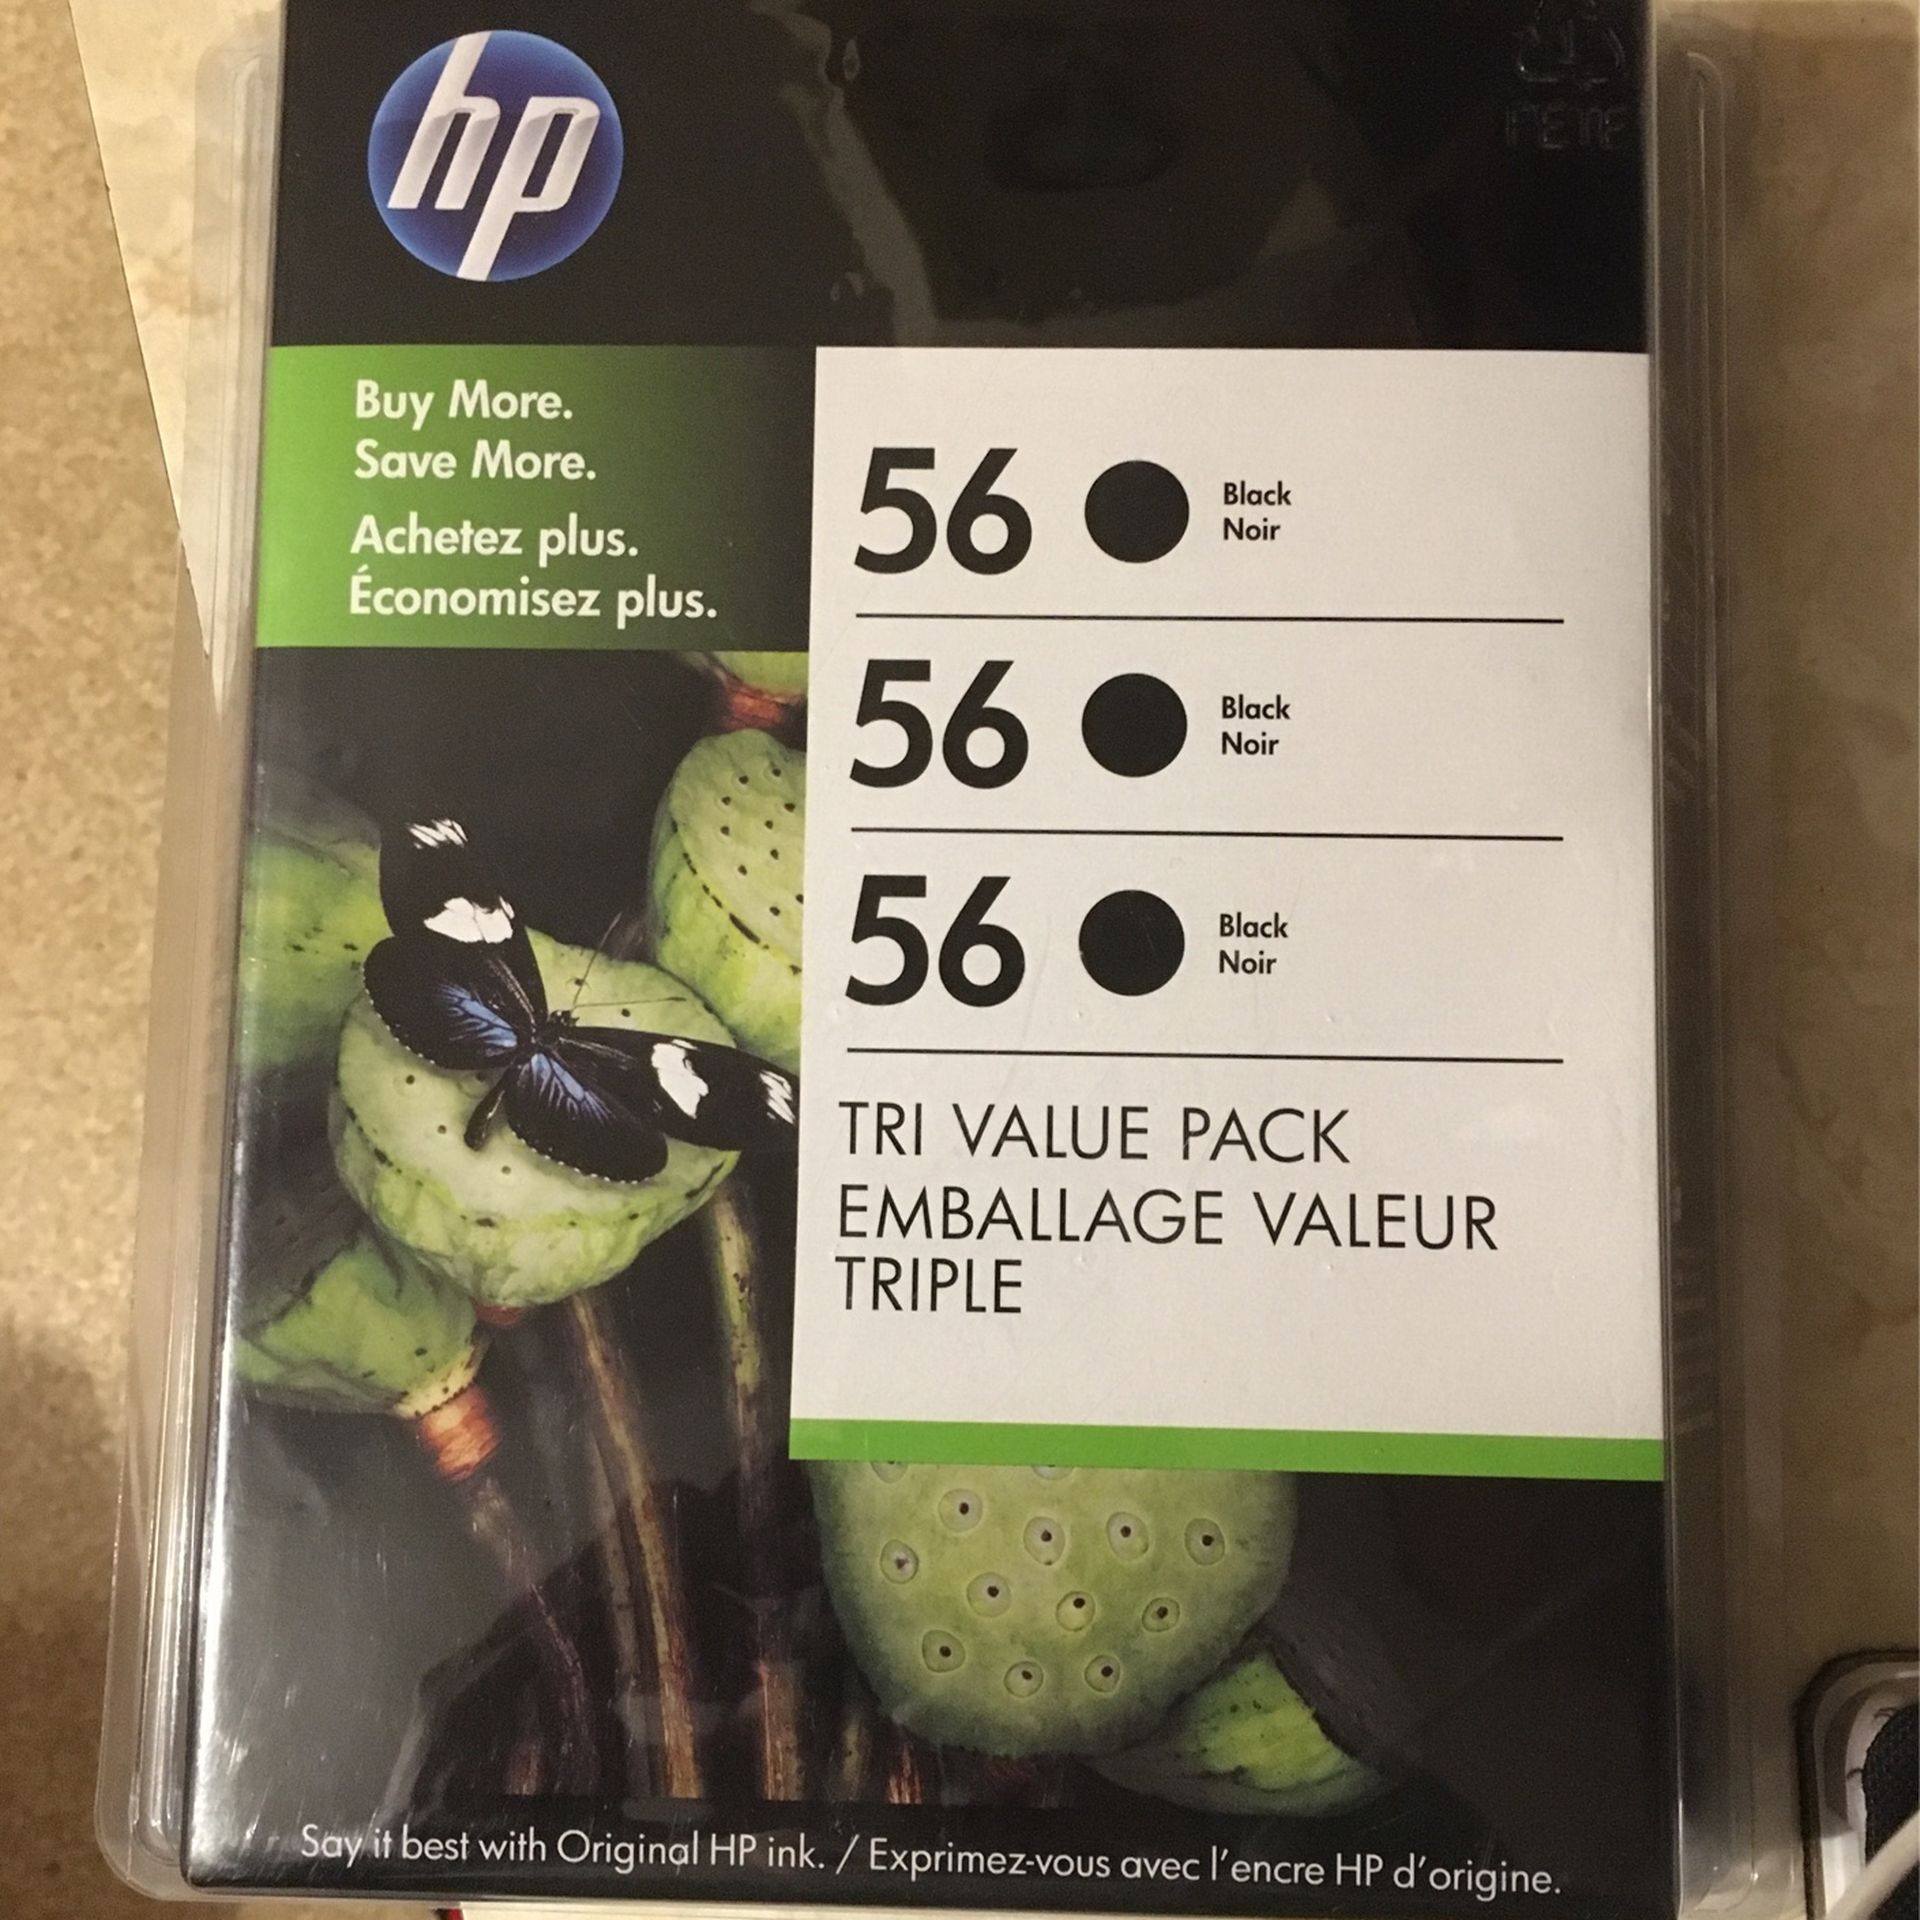 hp
PETE
Buy More.
Save More.
Achetez plus.
Économisez plus.
56 Black
Noir
56 Black
Noir
56 Black
Noir
TRI VALUE PACK
EMBALLAGE VALEUR
TRIPLE
Say it best with Original HP ink. / Exprimez-vous avec l'encre HP d'origine.